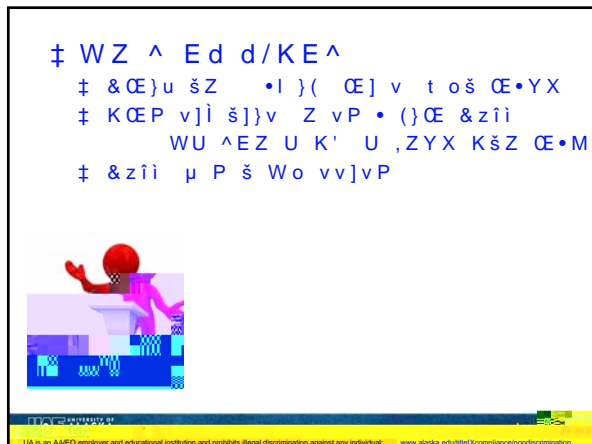 ‡ WZ ^ Ed d/KE^
‡ &Œ}u šZ •l }( Œ] v t oš Œ•YX
‡ KŒP v]Ì š]}v Z vP • (}Œ &zîì
WU ^EZ U K' U ,ZYX KšZ Œ•M
‡ &zîì µ P š Wo vv]vP
UA is an AA/EO employer and educational institution and prohibits illegal discrimination against any individual: www.alaska.edu/titleIXcompliance/nondiscrimination